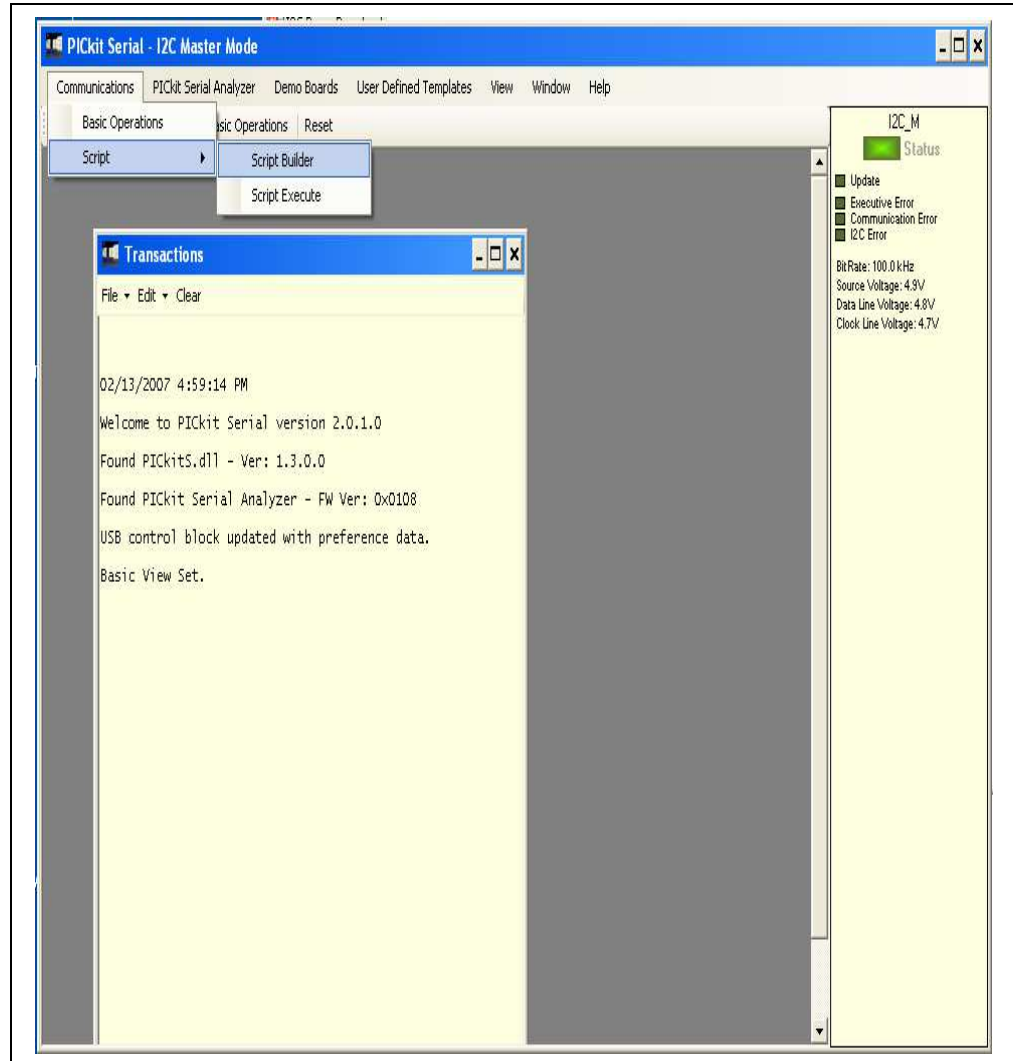 PICkit Serial - I2C Master Mode
Communications PICkit Serial Analyzer Demo Boards User Defined Templates View Window Help
Basic Operations
Operations Reset
Script
Script Builder
Script Execute
Transactions
File Edit Clear
02/13/2007 4:59:14 PM
Welcome to PICkit Serial version 2.0.1.0
Found PICkitS.dll - Ver: 1.3.0.0
Found PICkit Serial Analyzer - FW Ver: 0x0108
USB control block updated with preference data.
Basic View Set.
I2C_M
Status
Update
Executive Error
Communication Error
I2C Error
BitRate: 100.0 kHz
Source Voltage: 4.9V
Data Line Voltage: 4.8V
Clock Line Voltage: 4.7V